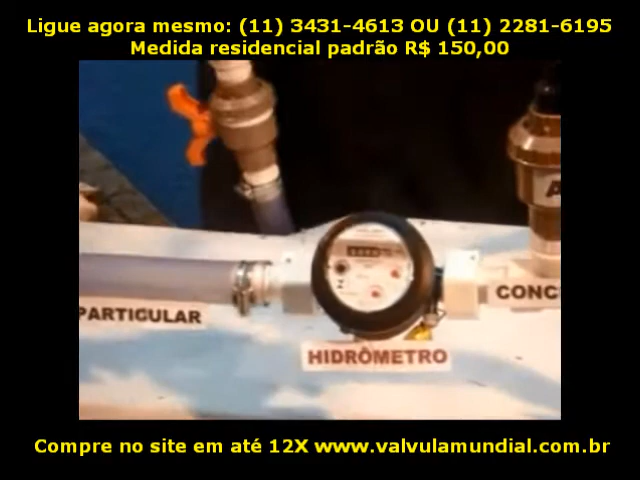 Ligue agora mesmo: (11) 3431-4613 OU (11) 2281-6195
Medida residencial padrão R$ 150,00
PARTICULAR
CONC
HIDRÔMETRO
Compre no site em até 12X www.valvulamundial.com.br